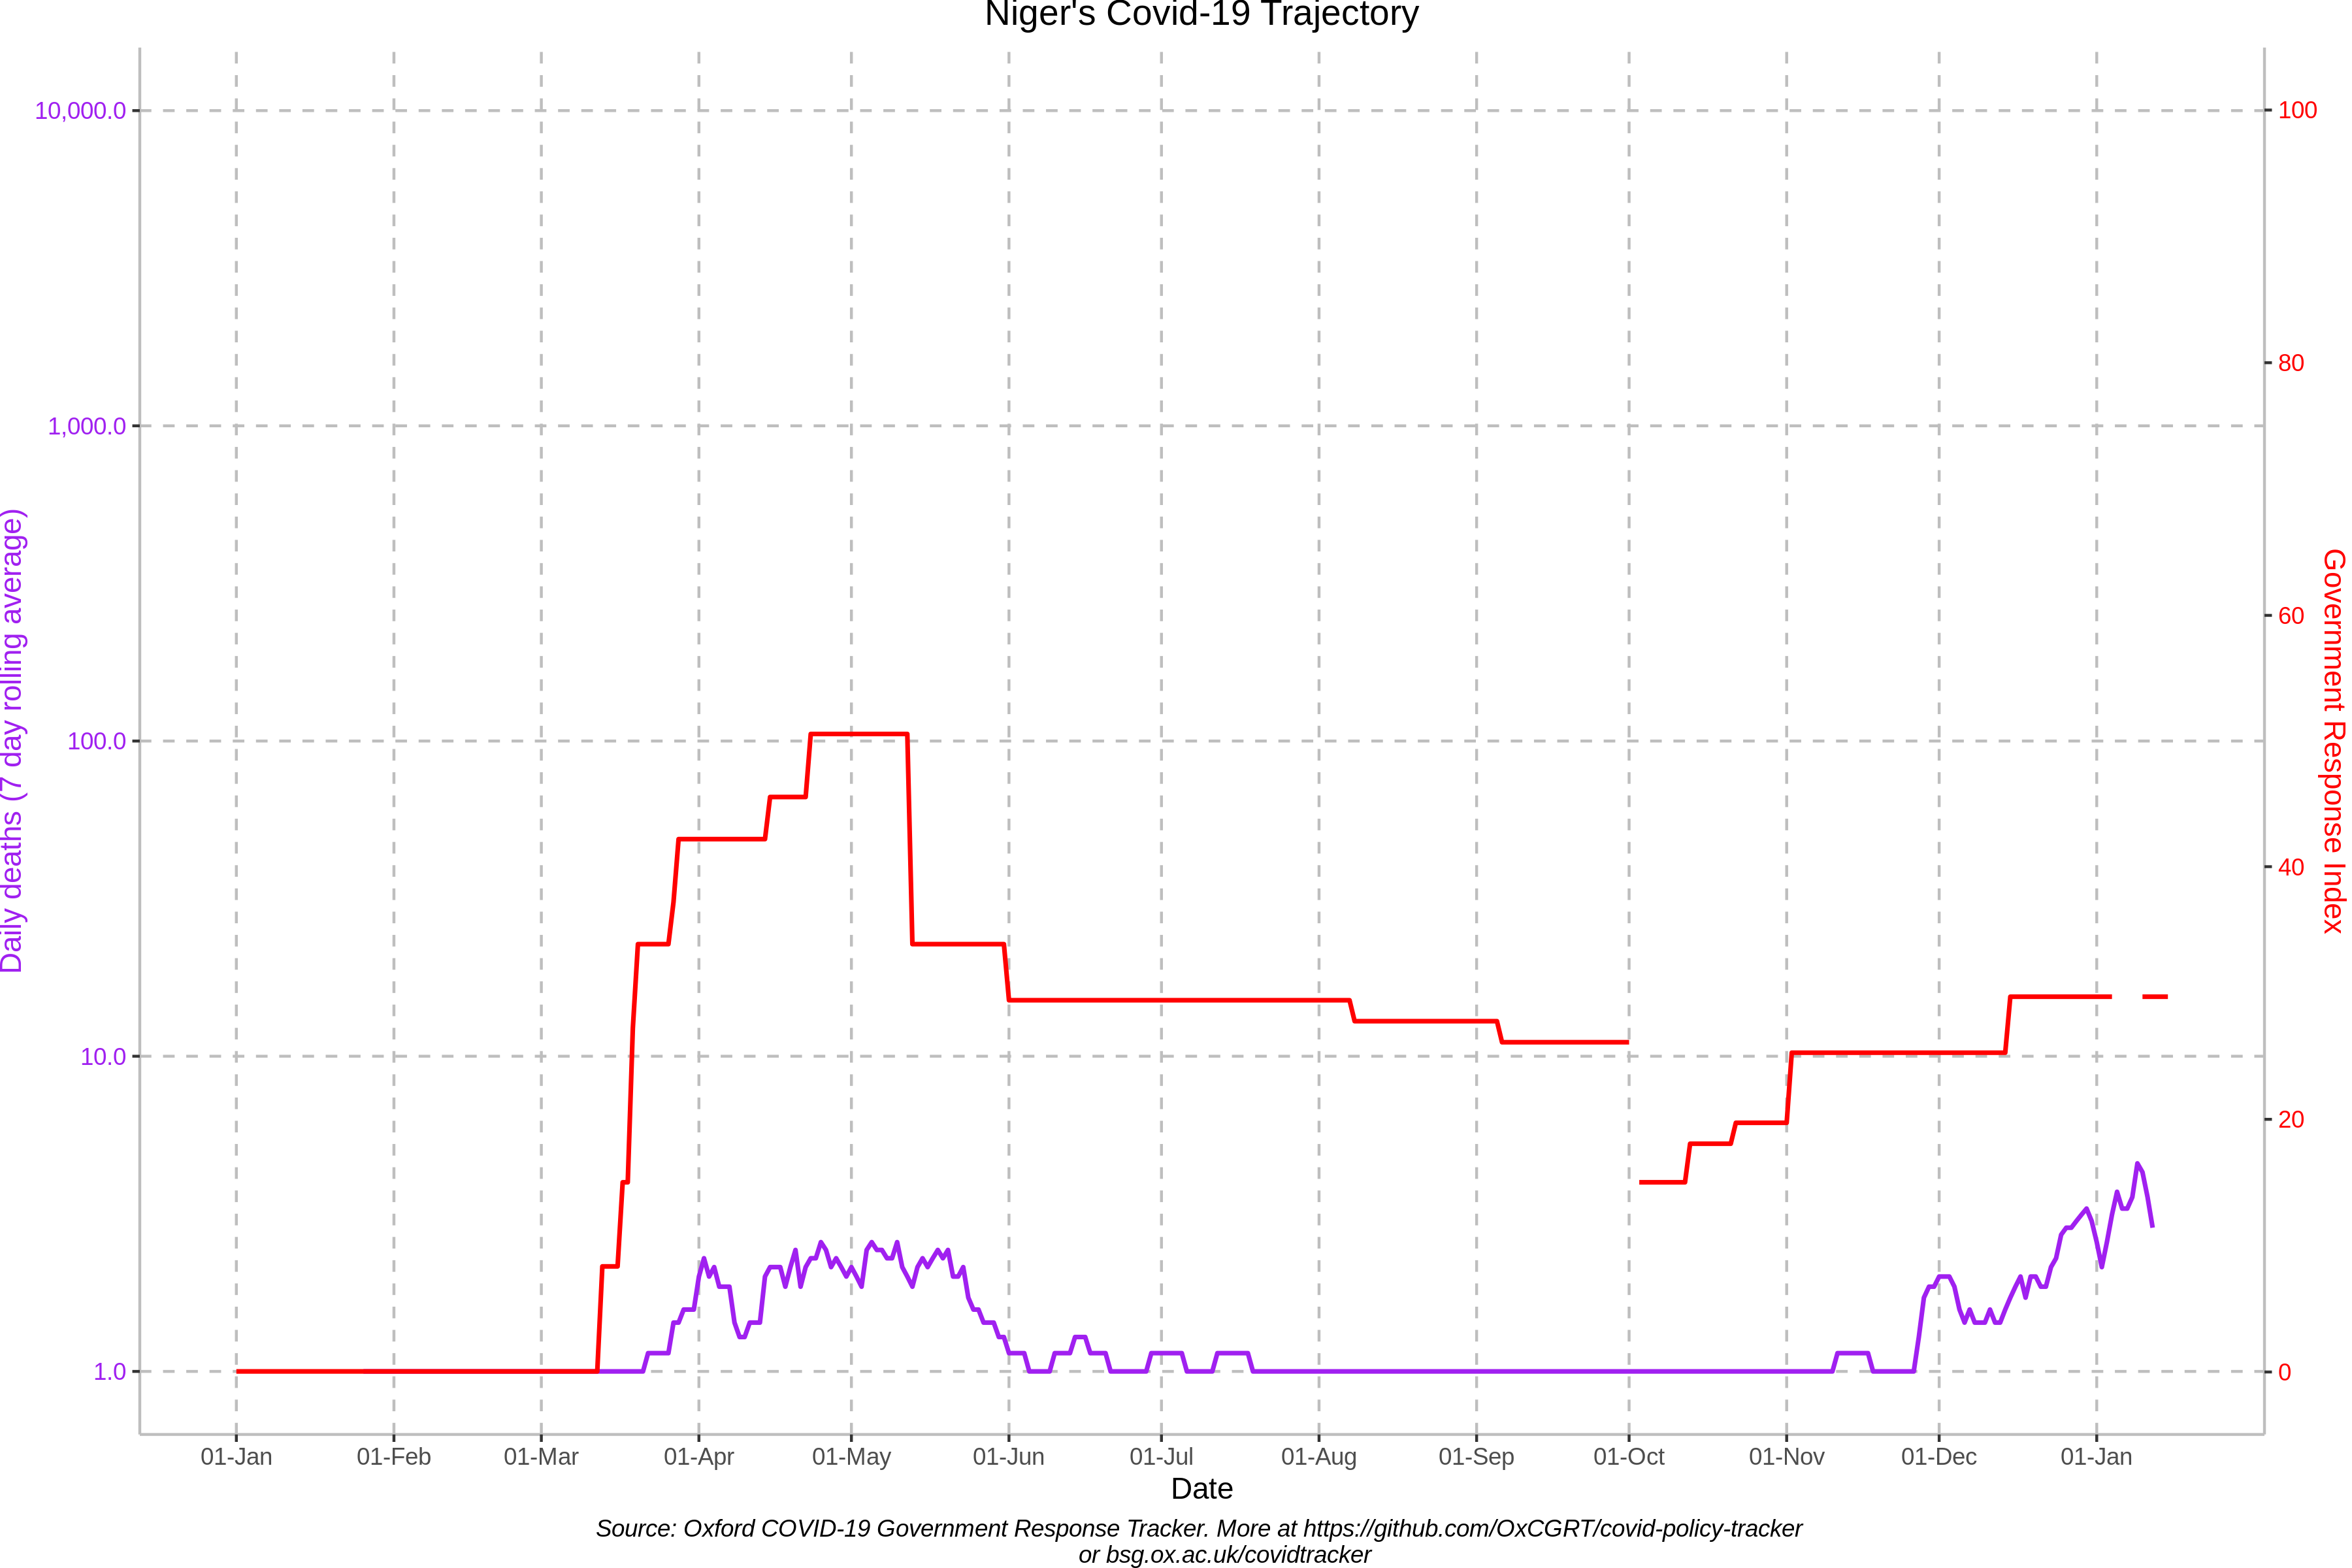 Niger's Covid-19 Trajectory
10,000.0
1,000.0
100.0
10.0
1.0
Daily deaths (7 day rolling average)
100
80
60
40
20
0
Government Response Index
01-Jan
01-Feb
01-Mar
01-Apr
01-May
01-Jun
01-Jul
01-Aug
01-Sep
01-Oct
01-Nov
01-Dec
01-Jan
Date
Source: Oxford COVID-19 Government Response Tracker. More at https://github.com/OxCGRT/covid-policy-tracker
or bsg.ox.ac.uk/covidtracker